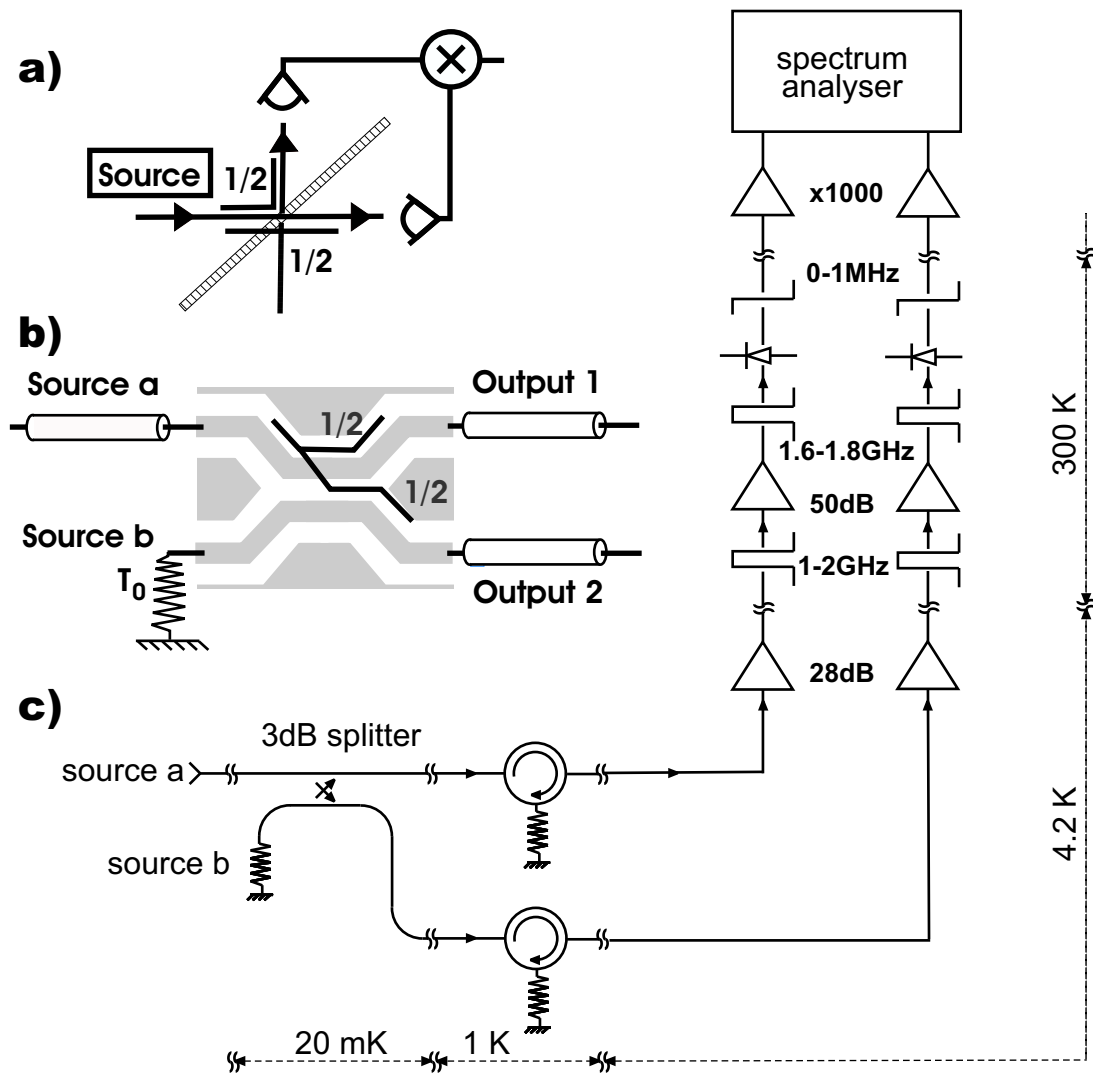 a)
Source
1/2
1/2
b)
Source a
Output 1
1/2
1/2
Source b
T0
Output 2
c)
3dB splitter
source a
source b
20 mK
1 K
spectrum
analyser
x1000
0-1MHz
1.6-1.8GHz
50dB
1-2GHz
28dB
300 K
4.2 K